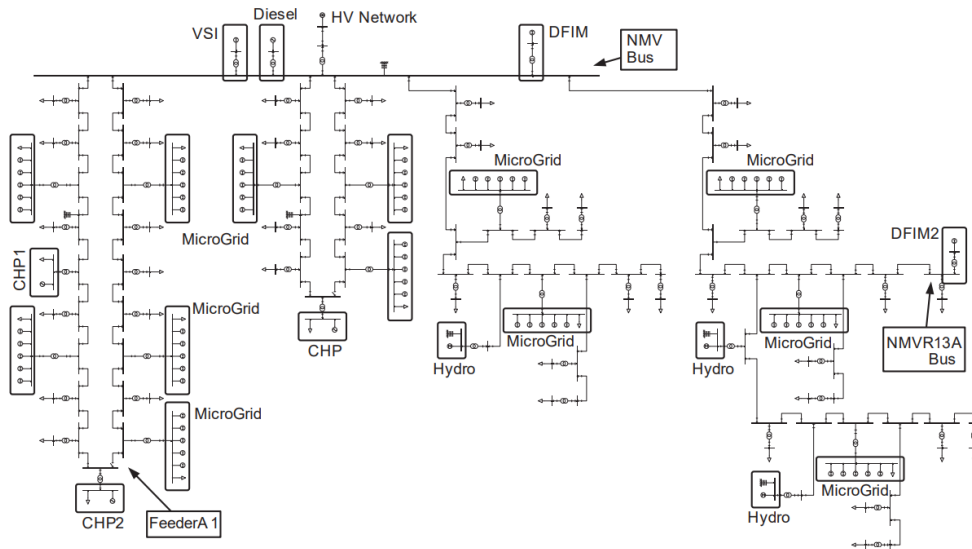 Diesel
HV Network
VSI
DFIM
NMV
Bus
MicroGrid
MicroGrid
MicroGrid
DFIM2
CHP1
MicroGrid
MicroGrid
CHP
Hydro
MicroGrid
Hydro
MicroGrid
NMVR13A
Bus
MicroGrid
CHP2
FeederA 1
Hydro
MicroGrid